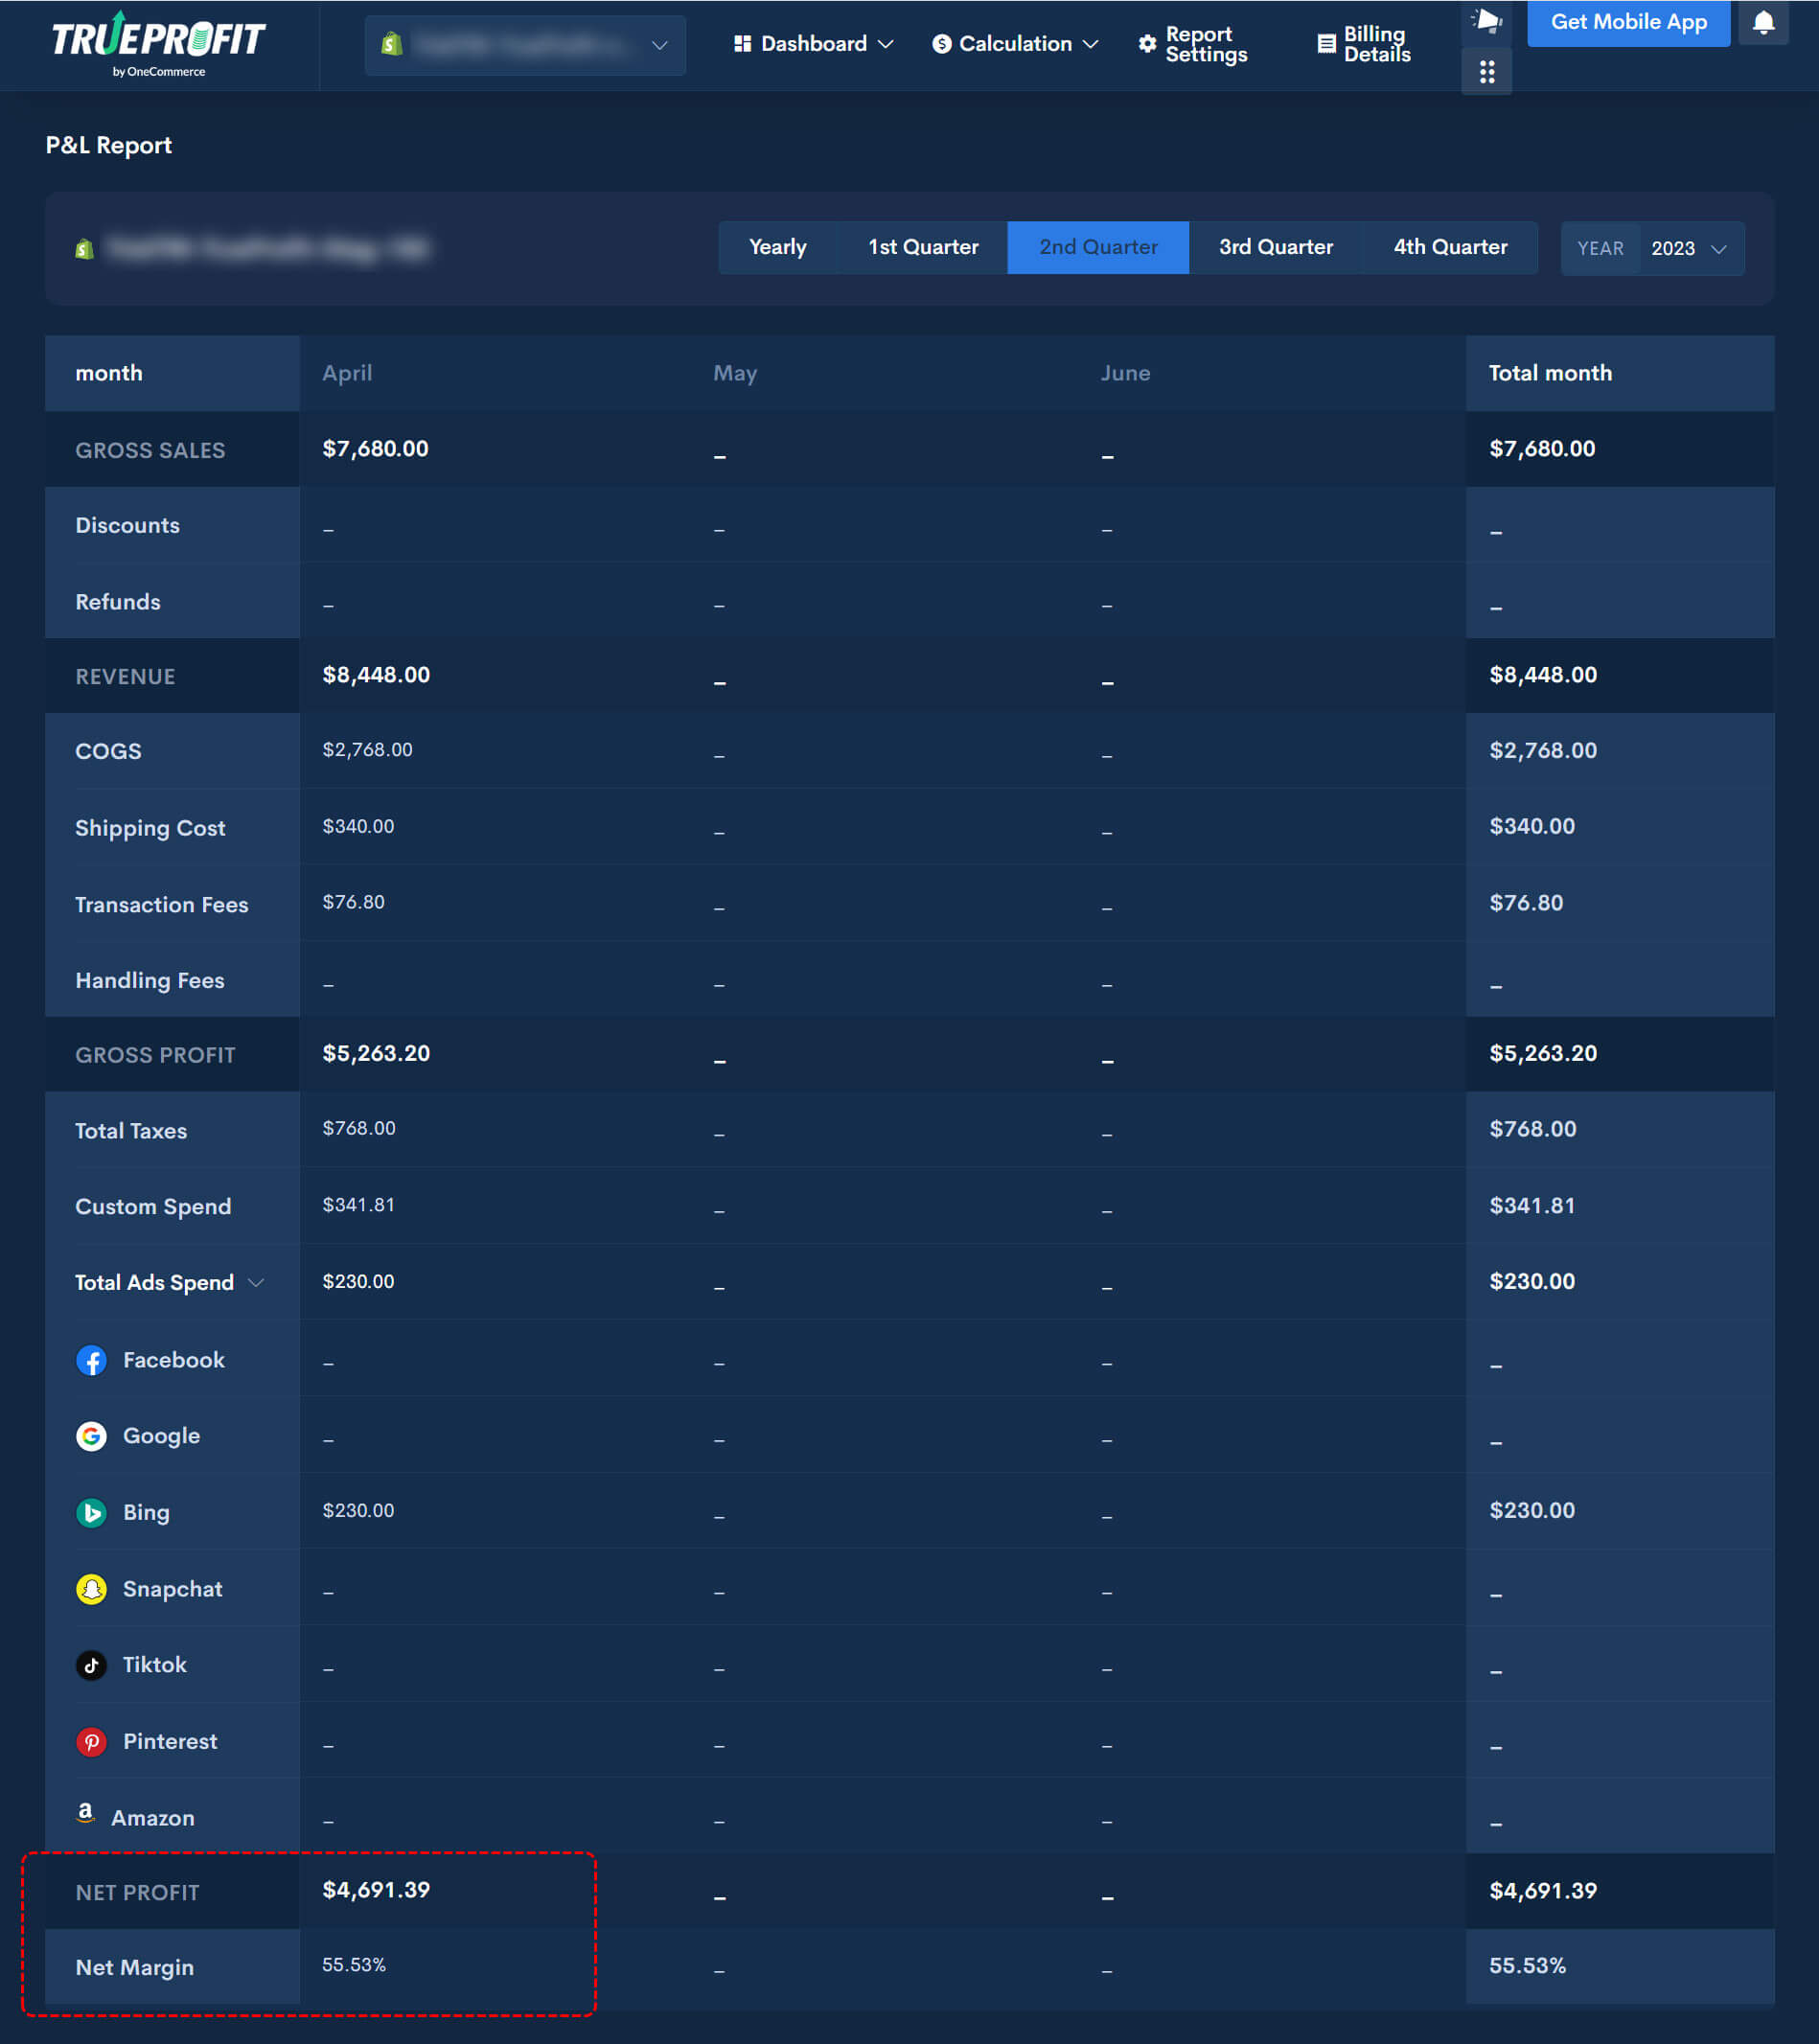 TRUEPROFIT
by OneCommerce
Dashboard
Calculation
Report
Settings
Billing
Details
Get Mobile App
P&L Report
Yearly 1st Quarter 2nd Quarter 3rd Quarter 4th Quarter YEAR 2023
month April May June Total month
GROSS SALES $7,680.00 – – $7,680.00
Discounts – – – –
Refunds – – – –
REVENUE $8,448.00 – – $8,448.00
COGS $2,768.00 – – $2,768.00
Shipping Cost $340.00 – – $340.00
Transaction Fees $76.80 – – $76.80
Handling Fees – – – –
GROSS PROFIT $5,263.20 – – $5,263.20
Total Taxes $768.00 – – $768.00
Custom Spend $341.81 – – $341.81
Total Ads Spend $230.00 – – $230.00
Facebook – – – –
Google – – – –
Bing $230.00 – – $230.00
Snapchat – – – –
Tiktok – – – –
Pinterest – – – –
Amazon – – – –
NET PROFIT $4,691.39 – – $4,691.39
Net Margin 55.53% – – 55.53%